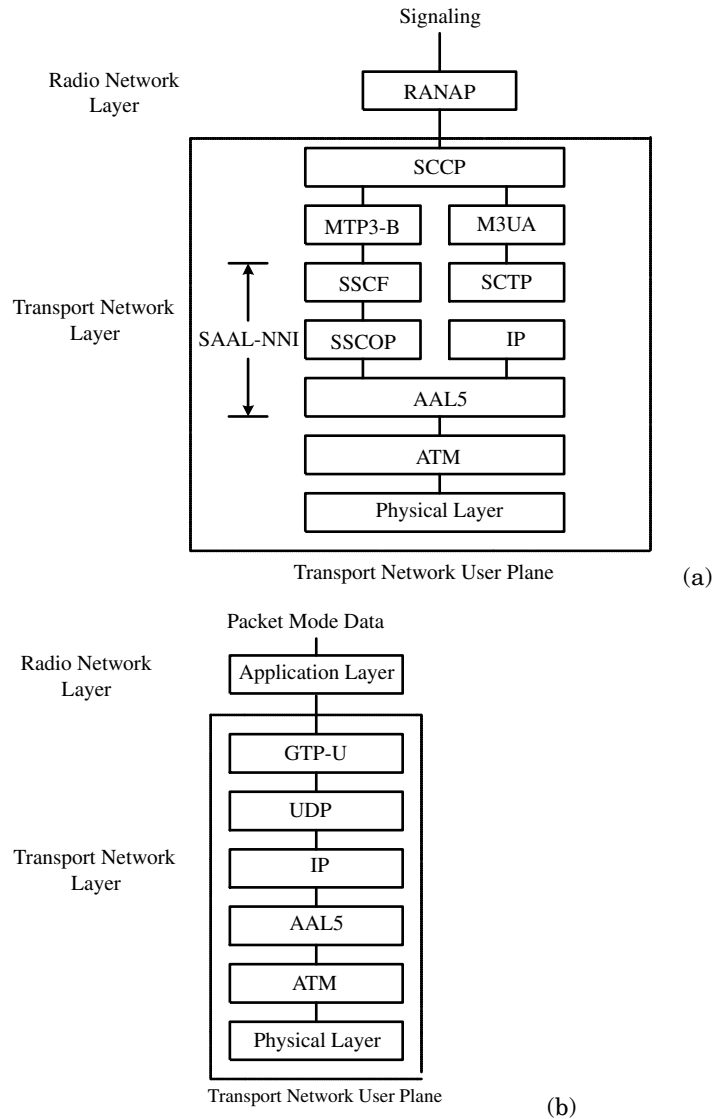 Signaling
Radio Network
Layer
RANAP
SCCP
MTP3-B
M3UA
SSCF
SCTP
Transport Network
Layer
SAAL-NNI
SSCOP
IP
AAL5
ATM
Physical Layer
Transport Network User Plane
(a)
Packet Mode Data
Radio Network
Layer
Application Layer
GTP-U
UDP
Transport Network
Layer
IP
AAL5
ATM
Physical Layer
Transport Network User Plane
(b)